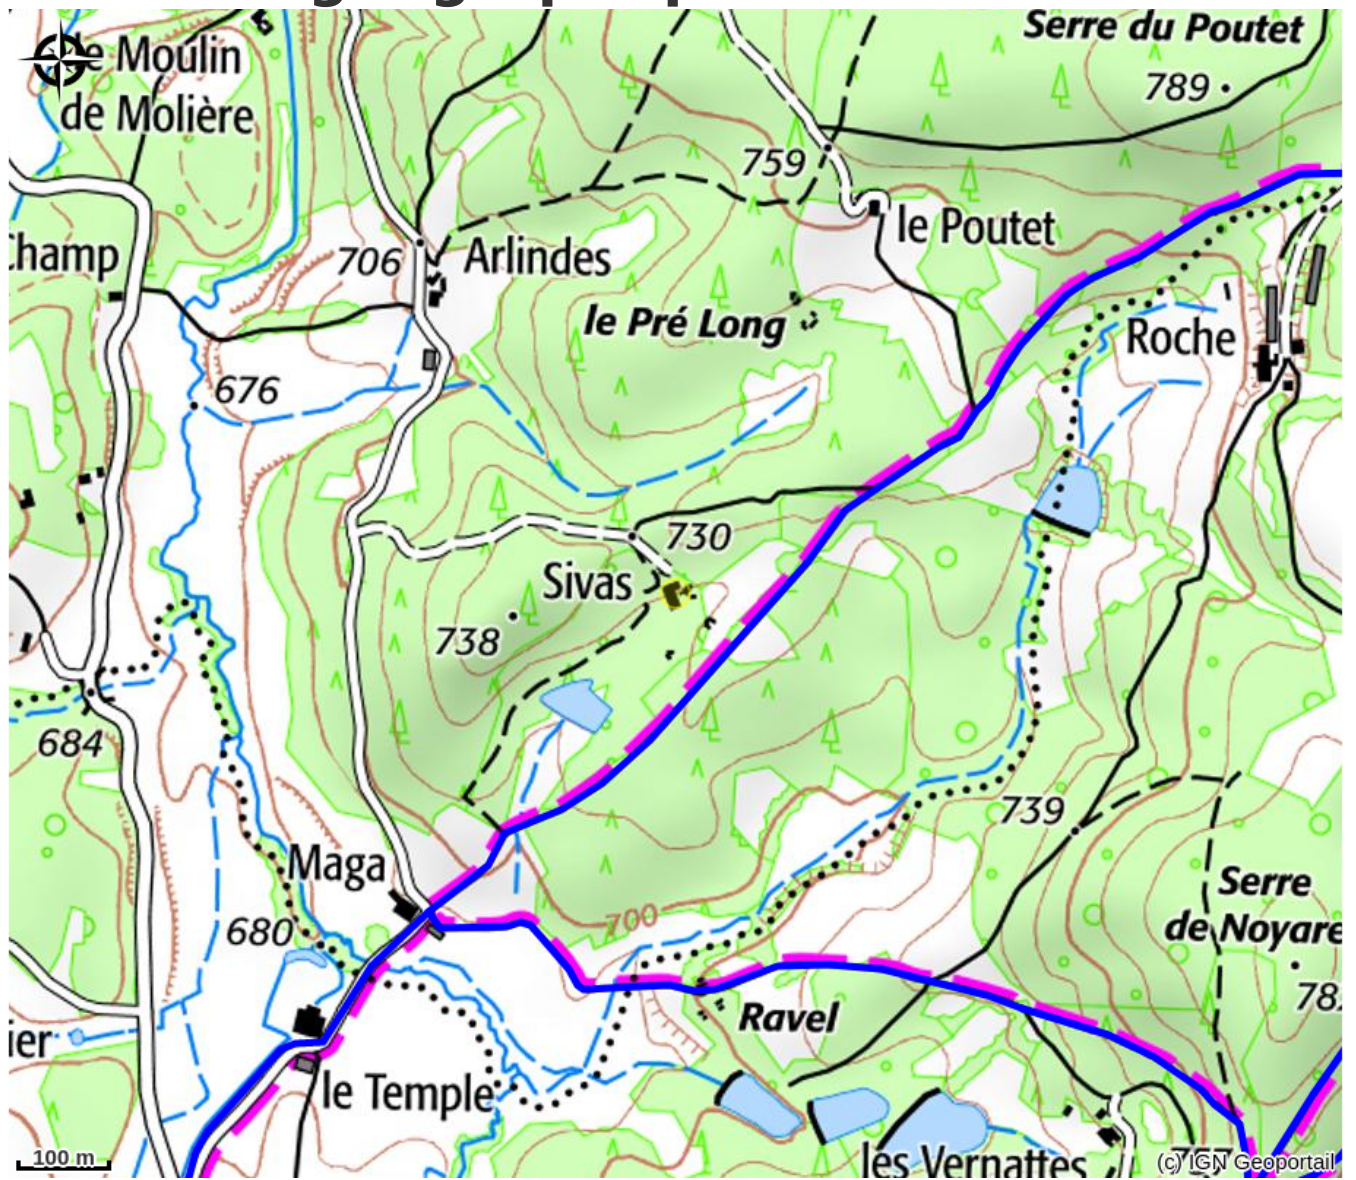 Serre du Poutet
Moulin
de Molière
789
759
le Poutet
Champ
706
Arlindes
le Pré Long
Roche
676
730
Sivas
738
684
739
Maga
Serre
de Noyare
700
680
Ravel
ier
le Temple
les Vernattes
100 m
(c) IGN Geoportail